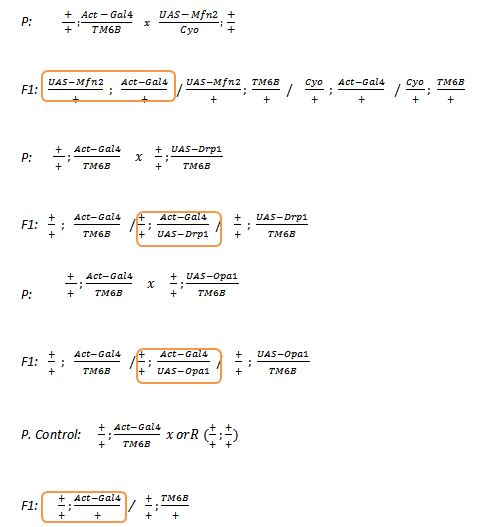 P: +/+ ; Act−Gal4/TM6B x UAS−Mfn2/Cyo ; +/+
F1: UAS−Mfn2/+ ; Act−Gal4/+ / UAS−Mfn2/+ ; TM6B/+ / Cyo/+ ; Act−Gal4/+ / Cyo/+ ; TM6B/+
P: +/+ ; Act−Gal4/TM6B x +/+ ; UAS−Drp1/TM6B
F1: +/+ ; Act−Gal4/TM6B / +/+ ; Act−Gal4/UAS−Drp1 / +/+ ; UAS−Drp1/TM6B
P: +/+ ; Act−Gal4/TM6B x +/+ ; UAS−Opa1/TM6B
F1: +/+ ; Act−Gal4/TM6B / +/+ ; Act−Gal4/UAS−Opa1 / +/+ ; UAS−Opa1/TM6B
P. Control: +/+ ; Act−Gal4/TM6B x orR (+/+ ; +/+)
F1: +/+ ; Act−Gal4/+ / +/+ ; TM6B/+